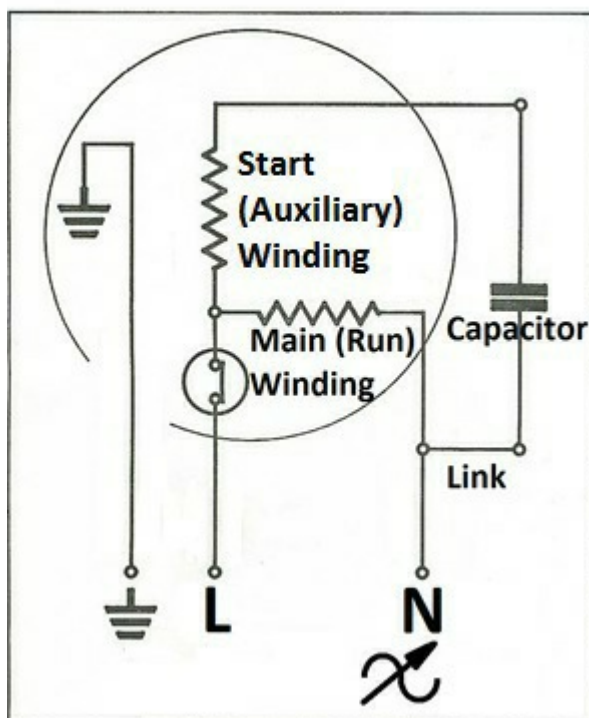 Start
(Auxiliary)
Winding
Main (Run)
Winding
Capacitor
Link
L
N